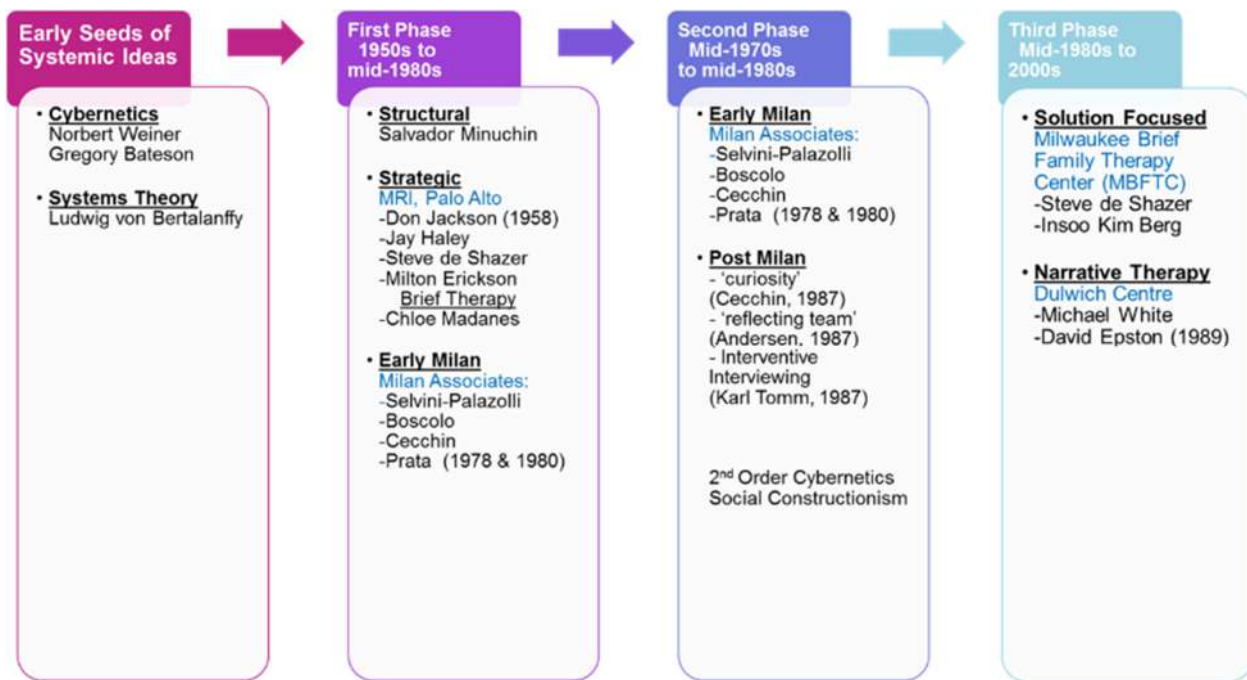 Early Seeds of
Systemic Ideas
• Cybernetics
Norbert Weiner
Gregory Bateson
• Systems Theory
Ludwig von Bertalanffy
First Phase
1950s to
mid-1980s
• Structural
Salvador Minuchin
• Strategic
MRI, Palo Alto
-Don Jackson (1958)
-Jay Haley
-Steve de Shazer
-Milton Erickson
Brief Therapy
-Chloe Madanes
• Early Milan
Milan Associates:
-Selvini-Palazolli
-Boscolo
-Cecchin
-Prata (1978 & 1980)
Second Phase
Mid-1970s
to mid-1980s
• Early Milan
Milan Associates:
-Selvini-Palazolli
-Boscolo
-Cecchin
-Prata (1978 & 1980)
• Post Milan
- ‘curiosity’
(Cecchin, 1987)
- ‘reflecting team’
(Andersen, 1987)
- Interventive
Interviewing
(Karl Tomm, 1987)
2nd Order Cybernetics
Social Constructionism
Third Phase
Mid-1980s to
2000s
• Solution Focused
Milwaukee Brief
Family Therapy
Center (MBFTC)
-Steve de Shazer
-Insoo Kim Berg
• Narrative Therapy
Dulwich Centre
-Michael White
-David Epston (1989)